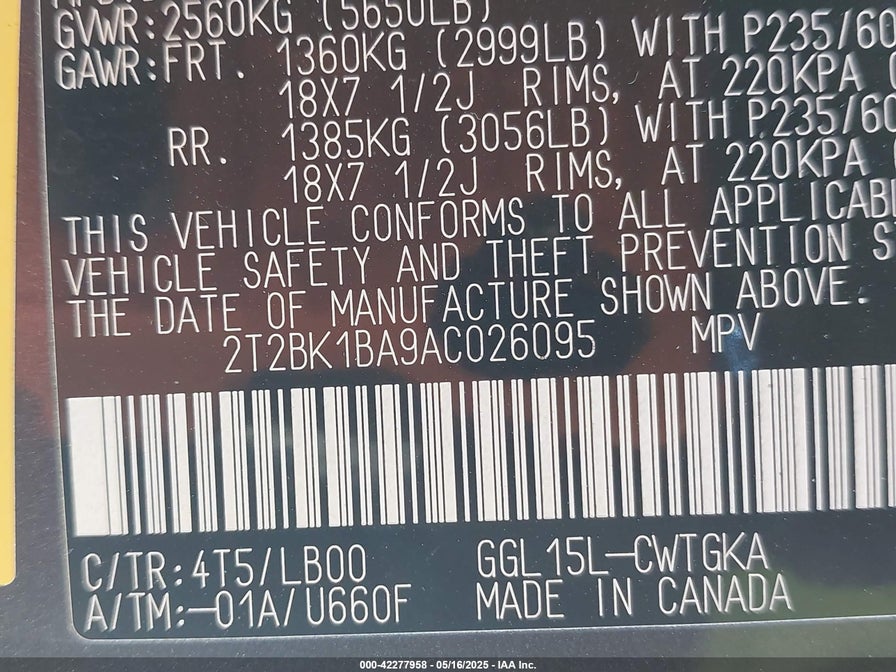 GVWR:2560KG (5650LB)
GAWR:FRT. 1360KG (2999LB) WITH P235/60
18X7 1/2J RIMS, AT 220KPA
RR. 1385KG (3056LB) WITH P235/60
18X7 1/2J RIMS, AT 220KPA
THIS VEHICLE CONFORMS TO ALL APPLICAB
VEHICLE SAFETY AND THEFT PREVENTION S
THE DATE OF MANUFACTURE SHOWN ABOVE.
2T2BK1BA9AC026095 MPV
C/TR:4T5/LB00 GGL15L-CWTGKA
A/TM:-01A/U660F MADE IN CANADA
000-42277958 - 05/16/2025 - IAA Inc.